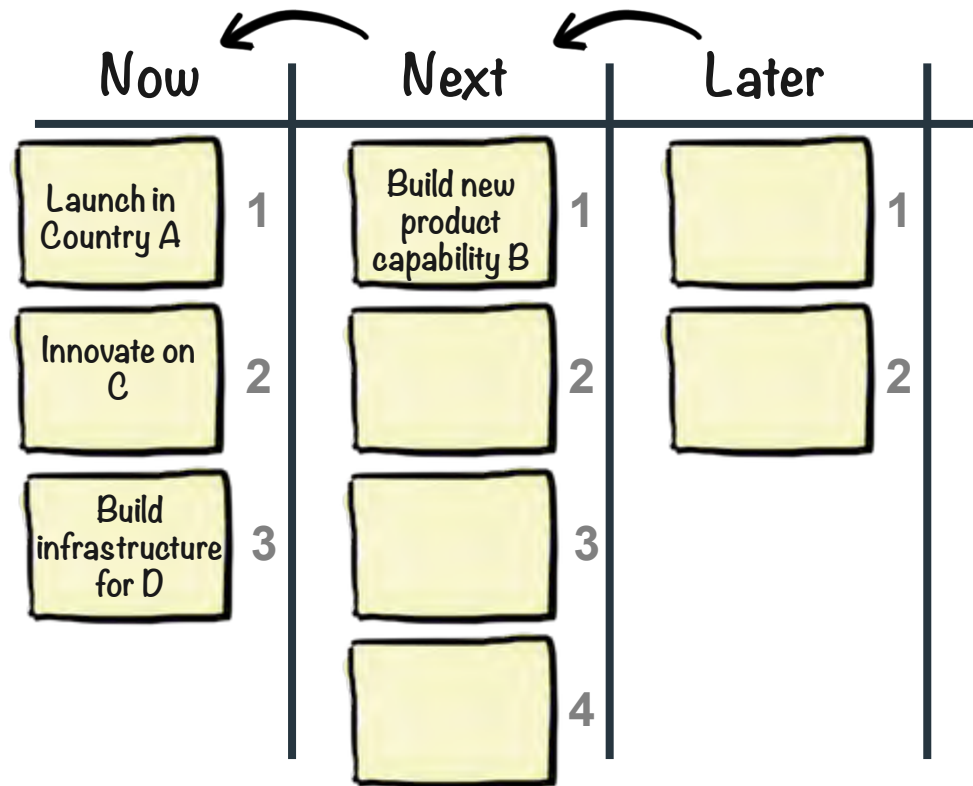 Now
Next
Later
Launch in
Country A
1
Innovate on
C
2
Build
infrastructure
for D
3
Build new
product
capability B
1
2
3
4
1
2